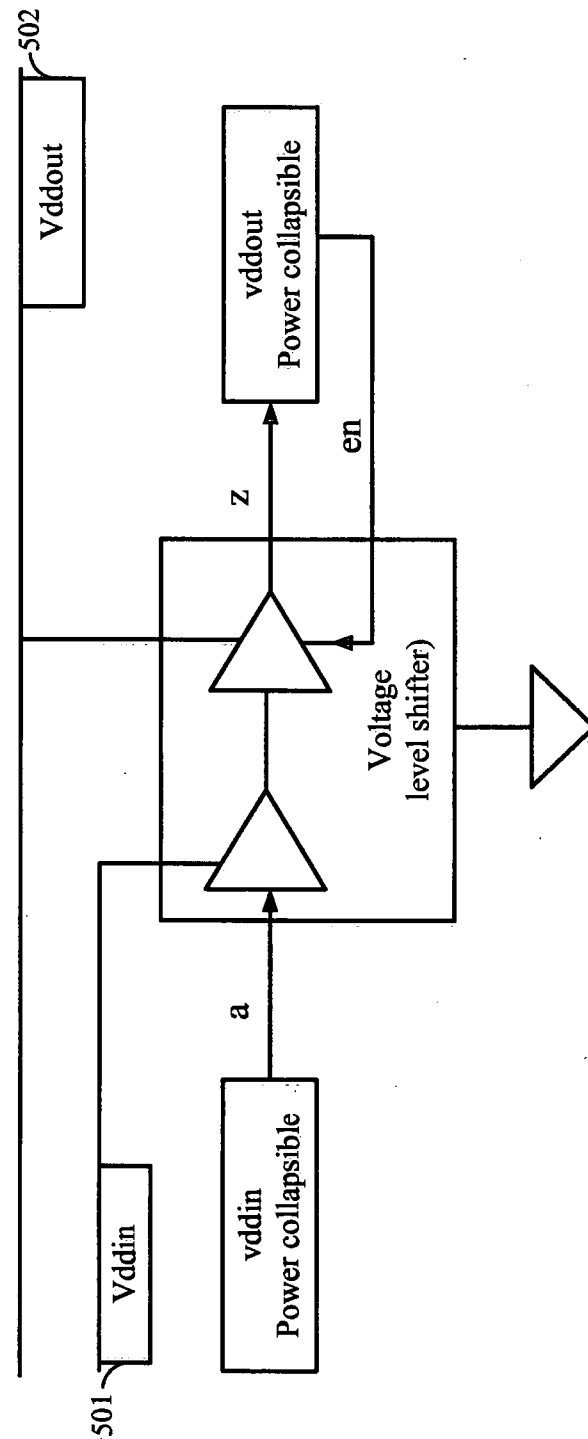 502
Vddout
501
Vddin
vddin
Power collapsible
a
Voltage
level shifter)
z
en
vddout
Power collapsible